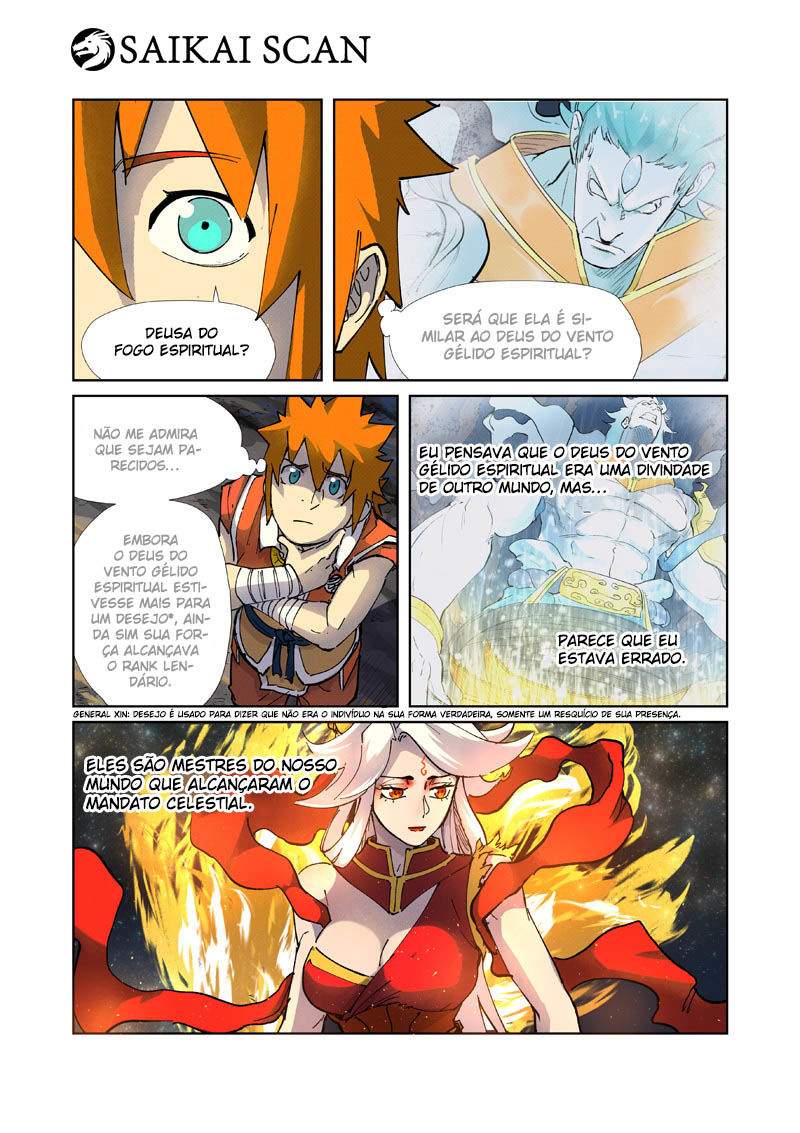 SAIKAI SCAN
DEUSA DO
FOGO ESPIRITUAL?
SERÁ QUE ELA É SI-
MILAR AO DEUS DO VENTO
GÉLIDO ESPIRITUAL?
NÃO ME ADMIRA
QUE SEJAM PA-
RECIDOS...
EMBORA
O DEUS DO
VENTO GÉLIDO
ESPIRITUAL ESTI-
VESSE MAIS PARA
UM DESEJO*, AIN-
DA SIM SUA FOR-
ÇA ALCANÇAVA
O RANK LEN-
DÁRIO.
EU PENSAVA QUE O DEUS DO VENTO
GÉLIDO ESPIRITUAL ERA UMA DIVINDADE
DE OUTRO MUNDO, MAS...
PARECE QUE EU
ESTAVA ERRADO.
GENERAL XIN: DESEJO É USADO PARA DIZER QUE NÃO ERA O INDIVÍDUO NA SUA FORMA VERDADEIRA, SOMENTE UM RESQUÍCIO DE SUA PRESENÇA.
ELES SÃO MESTRES DO NOSSO
MUNDO QUE ALCANÇARAM O
MANDATO CELESTIAL.